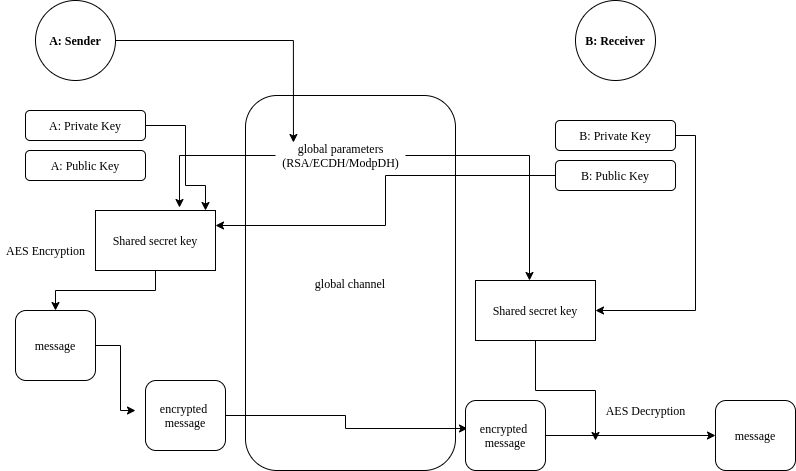 A: Sender
B: Receiver
A: Private Key
A: Public Key
global parameters
(RSA/ECDH/ModpDH)
B: Private Key
B: Public Key
AES Encryption
Shared secret key
global channel
Shared secret key
message
encrypted
message
encrypted
message
AES Decryption
message